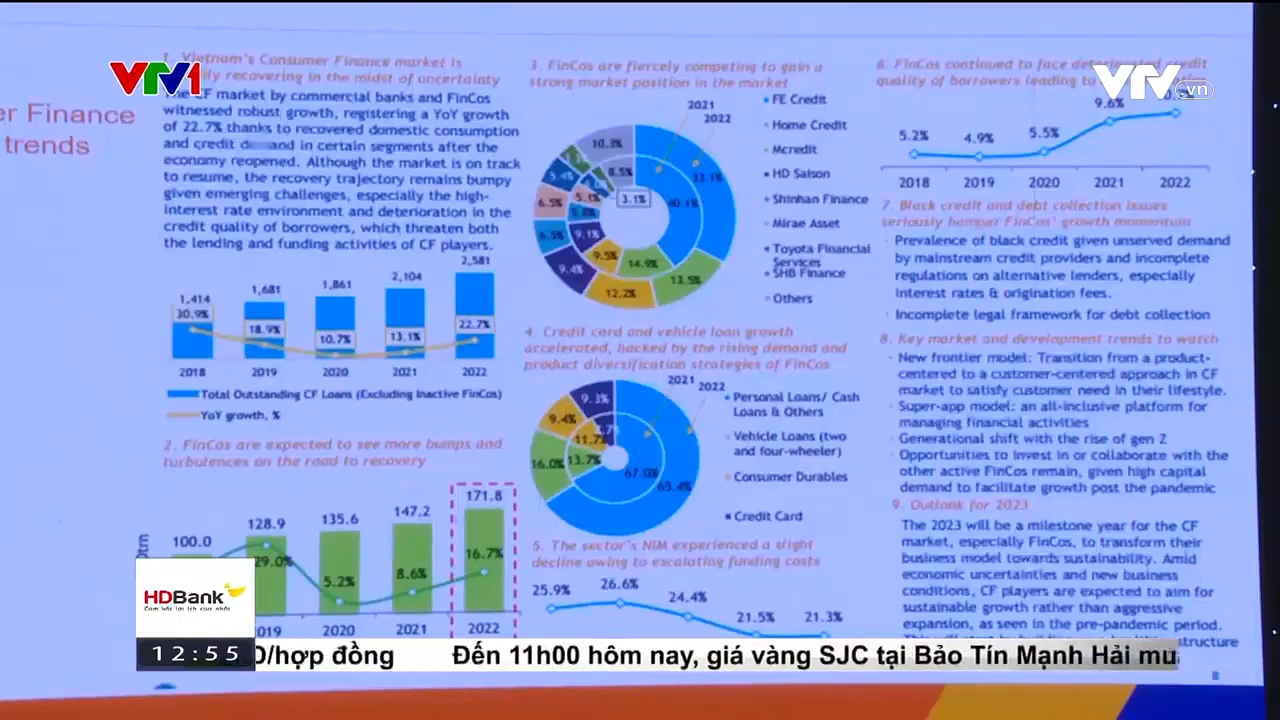 VTV1
VTV.vn
er Finance
trends
1. Vietnam's Consumer Finance market is
recovering in the midst of uncertainty
The CF market by commercial banks and FinCos
witnessed robust growth, registering a YoY growth
of 22.7% thanks to recovered domestic consumption
and credit demand in certain segments after the
economy reopened. Although the market is on track
to resume, the recovery trajectory remains bumpy
given emerging challenges, especially the high-
interest rate environment and deterioration in the
credit quality of borrowers, which threaten both
the lending and funding activities of CF players.
1,414 1,681 1,861 2,104 2,581
30.9% 18.9% 10.7% 13.1% 22.7%
2018 2019 2020 2021 2022
Total Outstanding CF Loans (Excluding Inactive FinCos)
YoY growth, %
2. FinCos are expected to see more bumps and
turbulences on the road to recovery
100.0 128.9 135.6 147.2 171.8
29.0% 5.2% 8.6% 16.7%
2019 2020 2021 2022
3. FinCos are fiercely competing to gain a
strong market position in the market
2021
2022
10.3%
8.5%
33.1%
3.1%
5.4%
6.5%
5.1%
6.5%
9.1%
9.4%
9.5%
14.9%
13.5%
12.2%
FE Credit
Home Credit
Mcredit
HD Saison
Shinhan Finance
Mirae Asset
Toyota Financial
Services
SHB Finance
Others
4. Credit card and vehicle loan growth
accelerated, backed by the rising demand and
product diversification strategies of FinCos
2021
2022
9.3%
9.4%
11.7%
16.0%
13.7%
67.0%
65.4%
Personal Loans/ Cash
Loans & Others
Vehicle Loans (two
and four-wheeler)
Consumer Durables
Credit Card
5. The sector's NIM experienced a slight
decline owing to escalating funding costs
25.9% 26.6% 24.4% 21.5% 21.3%
6. FinCos continued to face credit
quality of borrowers leading to
5.2% 4.9% 5.5% 9.6%
2018 2019 2020 2021 2022
7. Black credit and debt collection issues
seriously hamper FinCos' growth momentum
Prevalence of black credit given unserved demand
by mainstream credit providers and incomplete
regulations on alternative lenders, especially
interest rates & origination fees.
Incomplete legal framework for debt collection
8. Key market and development trends to watch
New frontier model: Transition from a product-
centered to a customer-centered approach in CF
market to satisfy customer need in their lifestyle.
Super-app model: an all-inclusive platform for
managing financial activities
Generational shift with the rise of gen Z
Opportunities to invest in or collaborate with the
other active FinCos remain, given high capital
demand to facilitate growth post the pandemic
9. Outlook for 2023
The 2023 will be a milestone year for the CF
market, especially FinCos, to transform their
business model towards sustainability. Amid
economic uncertainties and new business
conditions, CF players are expected to aim for
sustainable growth rather than aggressive
expansion, as seen in the pre-pandemic period.
structure
8
HDBank
Cam kết lợi ích cao nhất
12:55
O/hợp đồng Đến 11h00 hôm nay, giá vàng SJC tại Bảo Tín Mạnh Hải mu